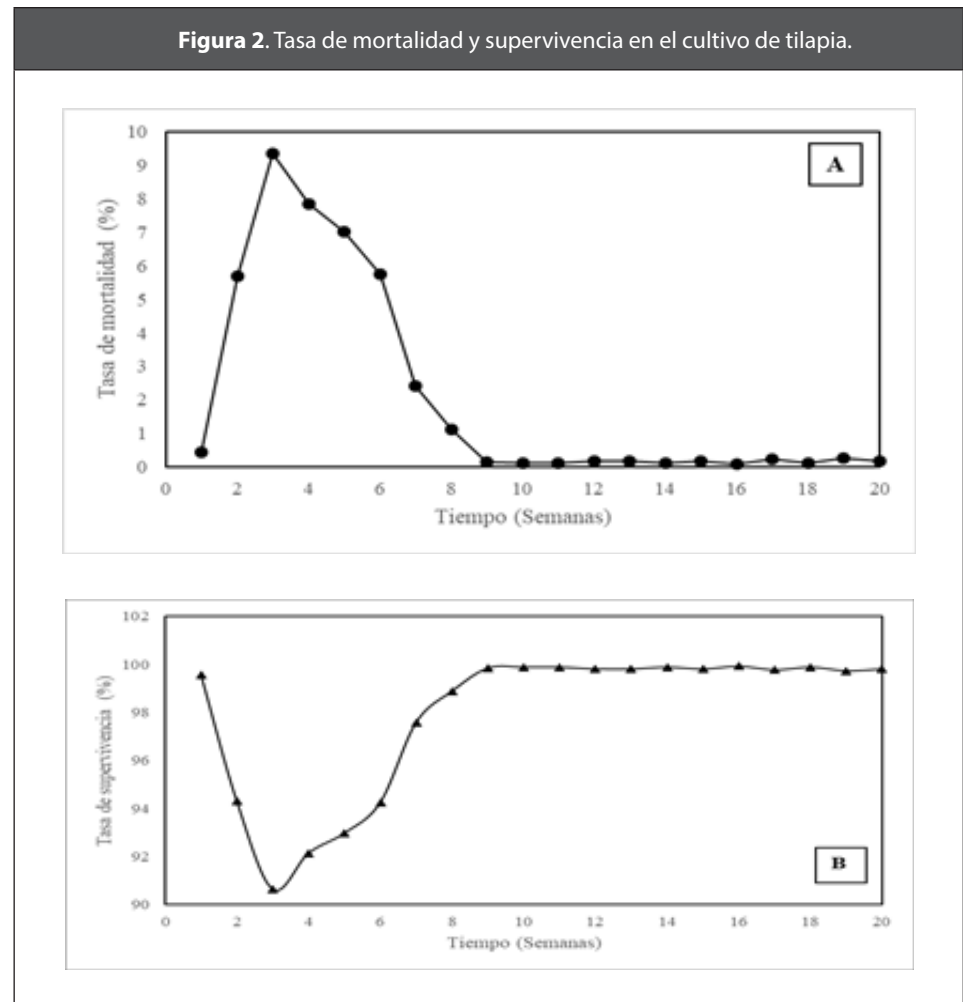 Figura 2. Tasa de mortalidad y supervivencia en el cultivo de tilapia.
10
9
8
7
6
5
4
3
2
1
0
Tasa de mortalidad (%)
A
0 2 4 6 8 10 12 14 16 18 20
Tiempo (Semanas)
102
100
98
96
94
92
90
Tasa de supervivencia (%)
B
0 2 4 6 8 10 12 14 16 18 20
Tiempo (Semanas)